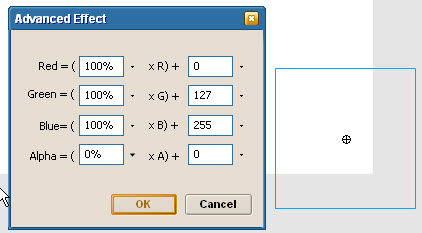 Advanced Effect
Red = ( 100% x R) + 0
Green = ( 100% x G) + 127
Blue= ( 100% x B) + 255
Alpha = ( 0% x A) + 0
OK Cancel